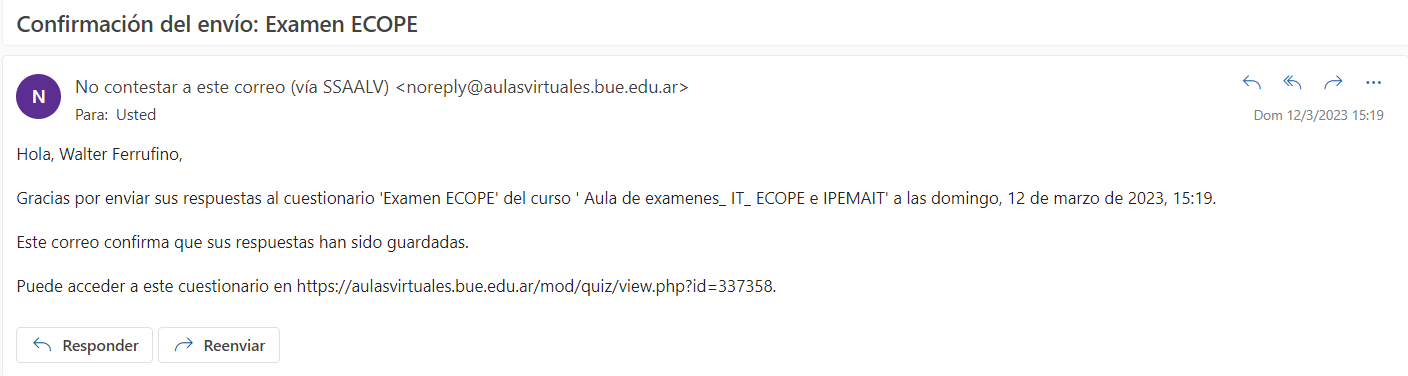 Confirmación del envío: Examen ECOPE
N
No contestar a este correo (vía SSAALV) <noreply@aulasvirtuales.bue.edu.ar>
Para: Usted
Dom 12/3/2023 15:19
Hola, Walter Ferrufino,
Gracias por enviar sus respuestas al cuestionario 'Examen ECOPE' del curso ' Aula de examenes_ IT_ ECOPE e IPEMAIT' a las domingo, 12 de marzo de 2023, 15:19.
Este correo confirma que sus respuestas han sido guardadas.
Puede acceder a este cuestionario en https://aulasvirtuales.bue.edu.ar/mod/quiz/view.php?id=337358.
Responder
Reenviar